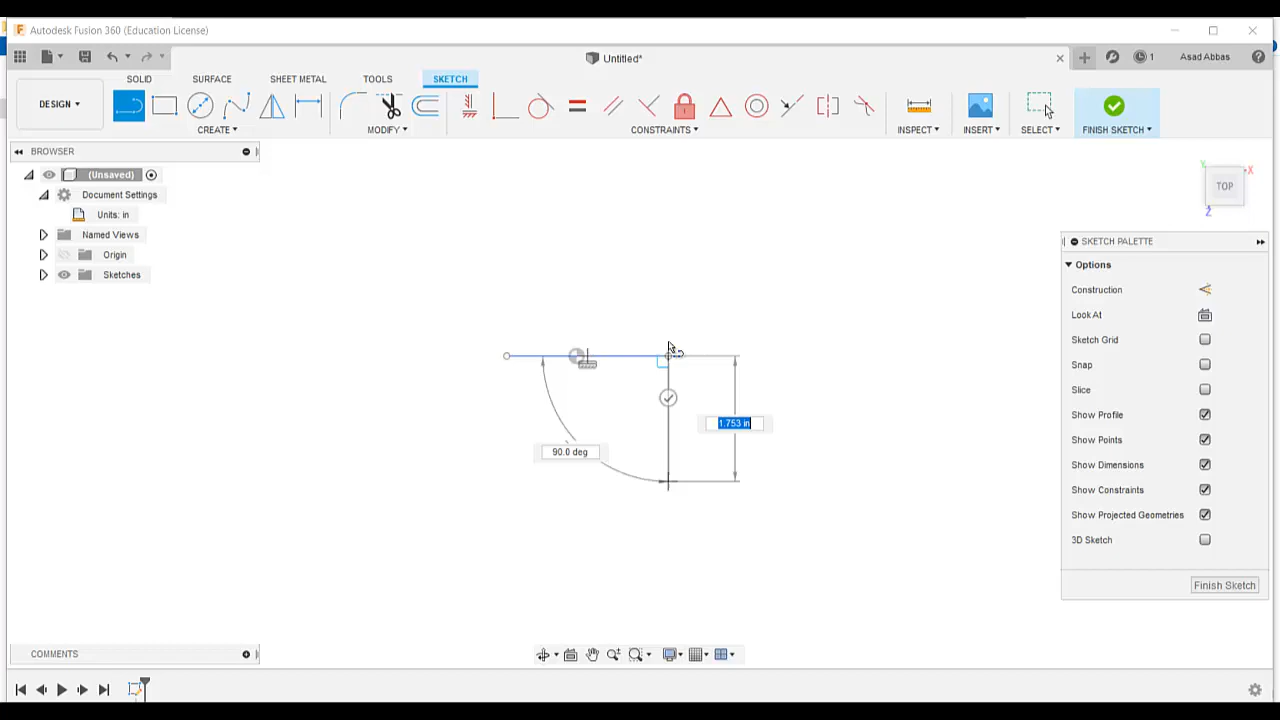 Autodesk Fusion 360 (Education License)
Untitled*
1
Asad Abbas
DESIGN
SOLID
SURFACE
SHEET METAL
TOOLS
SKETCH
CREATE
MODIFY
CONSTRAINTS
INSPECT
INSERT
SELECT
FINISH SKETCH
BROWSER
(Unsaved)
Document Settings
Units: in
Named Views
Origin
Sketches
Y
X
TOP
Z
SKETCH PALETTE
Options
Construction
Look At
Sketch Grid
Snap
Slice
Show Profile
Show Points
Show Dimensions
Show Constraints
Show Projected Geometries
3D Sketch
Finish Sketch
1.753 in
90.0 deg
COMMENTS